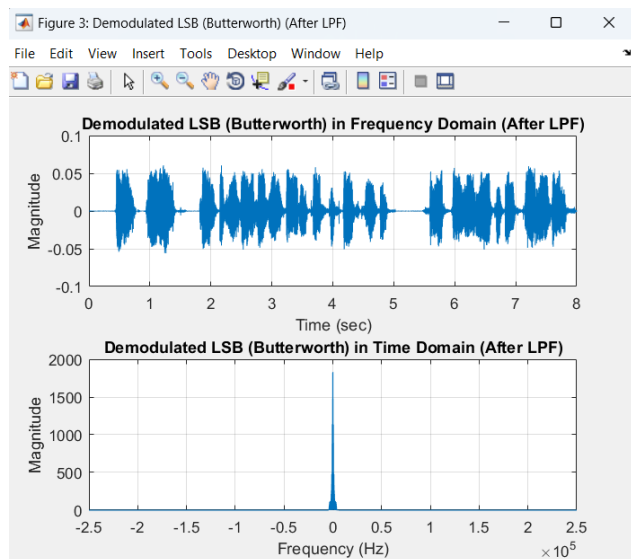 Figure 3: Demodulated LSB (Butterworth) (After LPF)
File Edit View Insert Tools Desktop Window Help
Demodulated LSB (Butterworth) in Frequency Domain (After LPF)
0.1
0.05
0
-0.05
-0.1
Magnitude
0 1 2 3 4 5 6 7 8
Time (sec)
Demodulated LSB (Butterworth) in Time Domain (After LPF)
2000
1500
1000
500
0
Magnitude
-2.5 -2 -1.5 -1 -0.5 0 0.5 1 1.5 2 2.5
Frequency (Hz)
× 10⁵